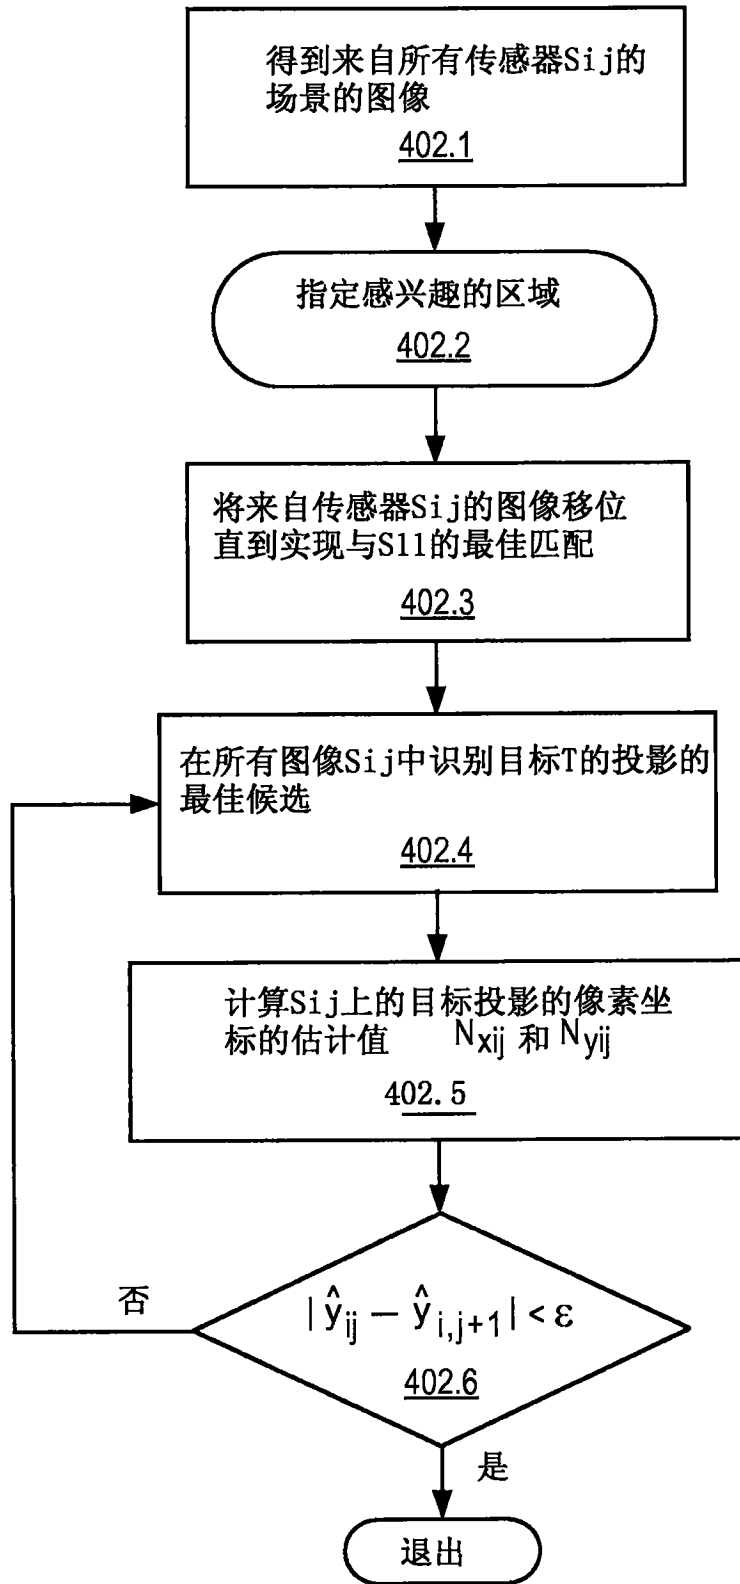 得到来自所有传感器Sij的
场景的图像
402.1
指定感兴趣的区域
402.2
将来自传感器Sij的图像移位
直到实现与S11的最佳匹配
402.3
在所有图像Sij中识别目标T的投影的
最佳候选
402.4
计算Sij上的目标投影的像素坐
标的估计值 Nxij 和 Nyij
402.5
否
|ŷij − ŷi,j+1| < ε
402.6
是
退出